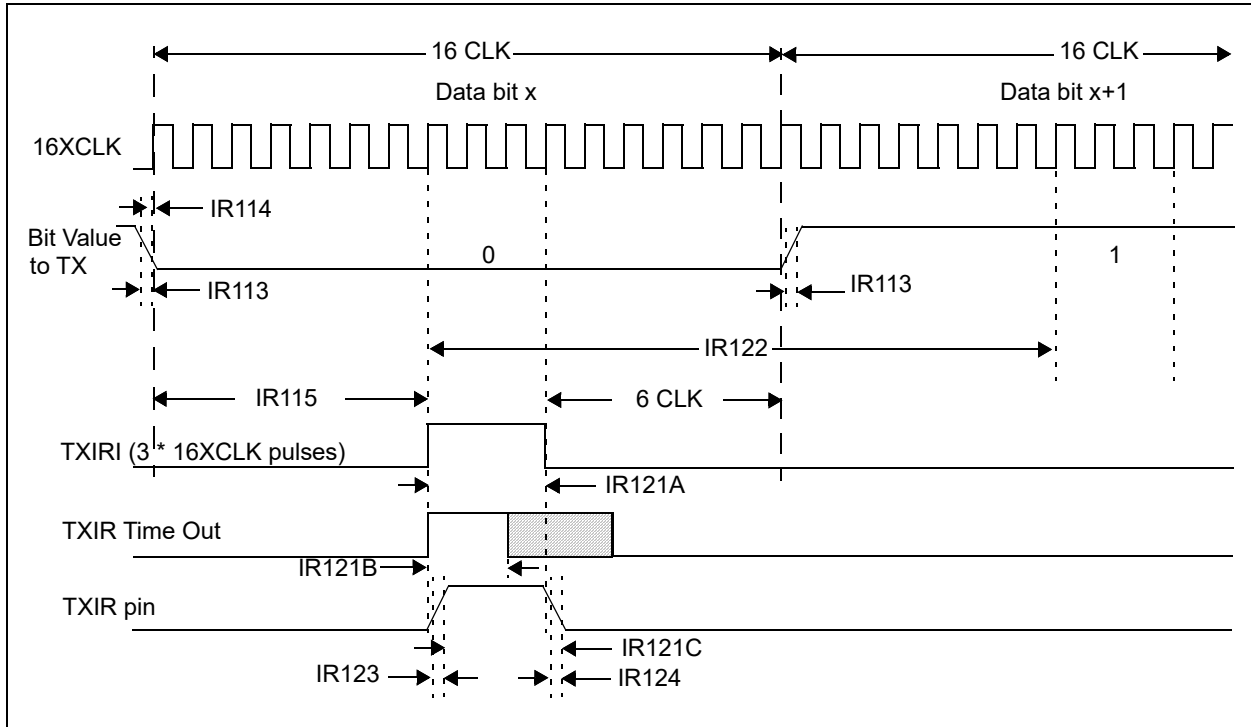 16 CLK
16 CLK
Data bit x
Data bit x+1
16XCLK
IR114
Bit Value
to TX
0
1
IR113
IR113
IR122
IR115
6 CLK
TXIRI (3 * 16XCLK pulses)
IR121A
TXIR Time Out
IR121B
TXIR pin
IR121C
IR123
IR124